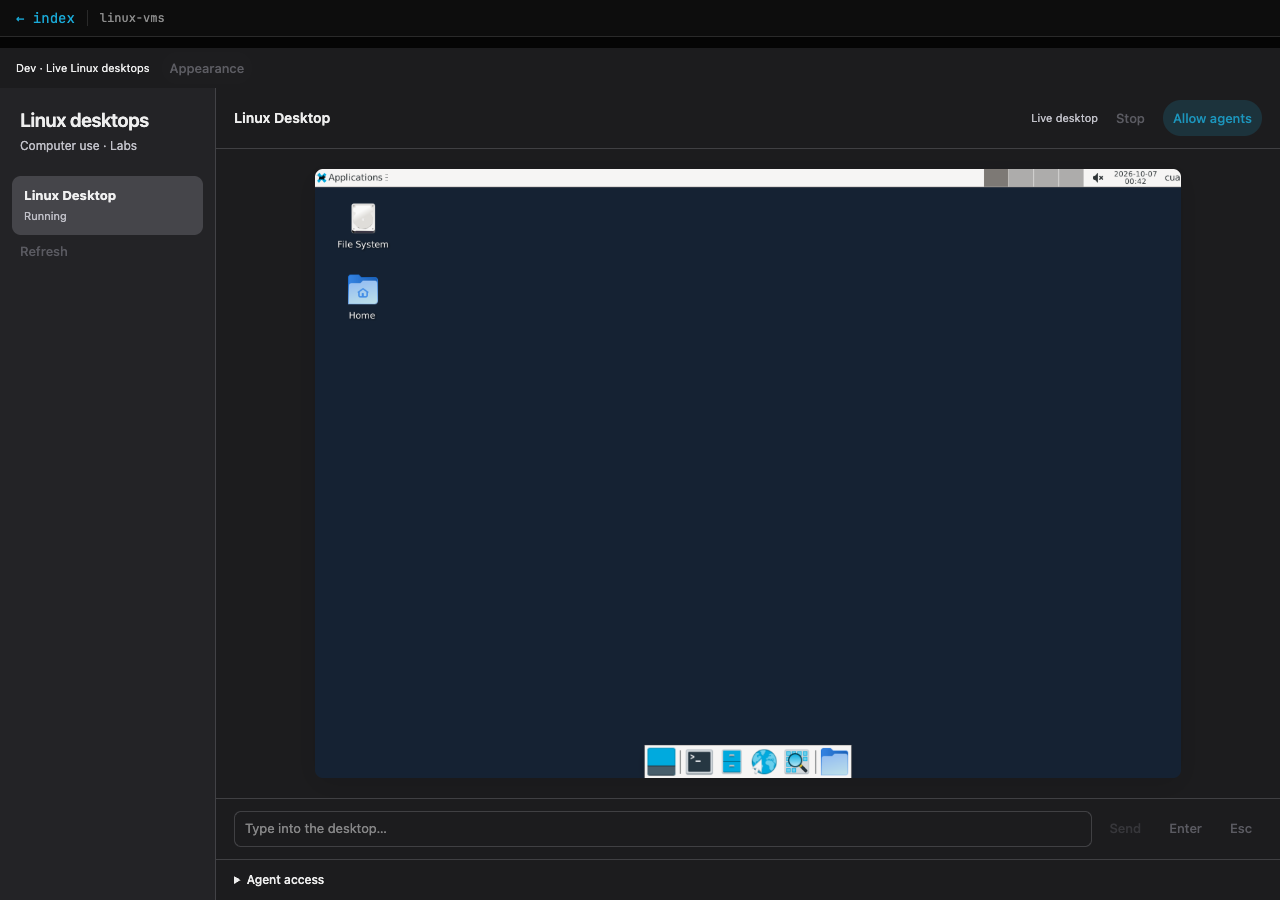 ← index
linux-vms
Dev · Live Linux desktops
Appearance
Linux desktops
Computer use · Labs
Linux Desktop
Running
Refresh
Linux Desktop
Live desktop
Stop
Allow agents
Applications
2026-10-07
00:42
cua
File System
Home
>_
Type into the desktop...
Send
Enter
Esc
Agent access